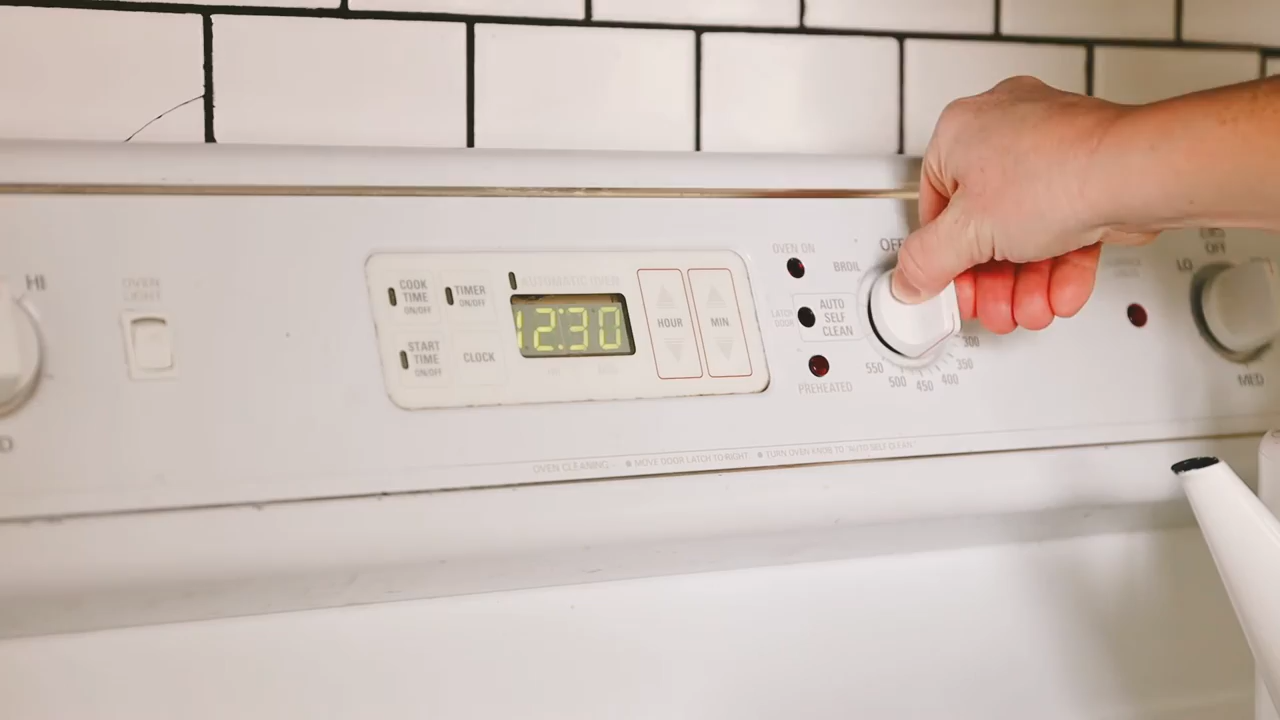 HI
OVEN
LIGHT
COOK
TIME
ON/OFF
TIMER
ON/OFF
START
TIME
ON/OFF
CLOCK
AUTOMATIC OVEN
12:30
HOUR
MIN.
OVEN ON
LATCH
DOOR
AUTO
SELF
CLEAN
PREHEATED
OFF
BROIL
550
500
450
400
350
300
OFF
LO
MED
OVEN CLEANING - ● MOVE DOOR LATCH TO RIGHT ● TURN OVEN KNOB TO "AUTO SELF CLEAN."